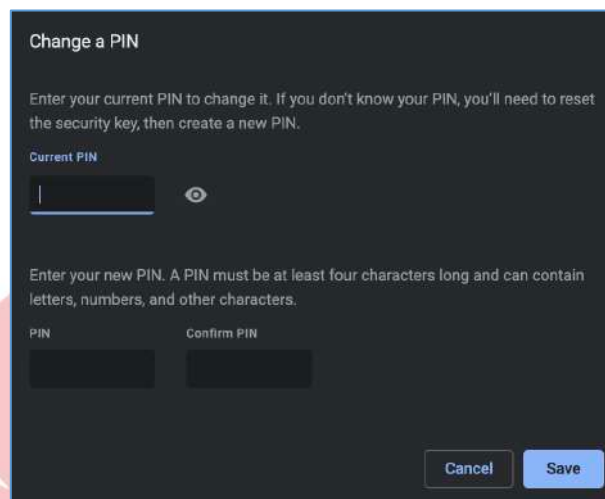 Change a PIN
Enter your current PIN to change it. If you don't know your PIN, you'll need to reset
the security key, then create a new PIN.
Current PIN
Enter your new PIN. A PIN must be at least four characters long and can contain
letters, numbers, and other characters.
PIN Confirm PIN
Cancel Save